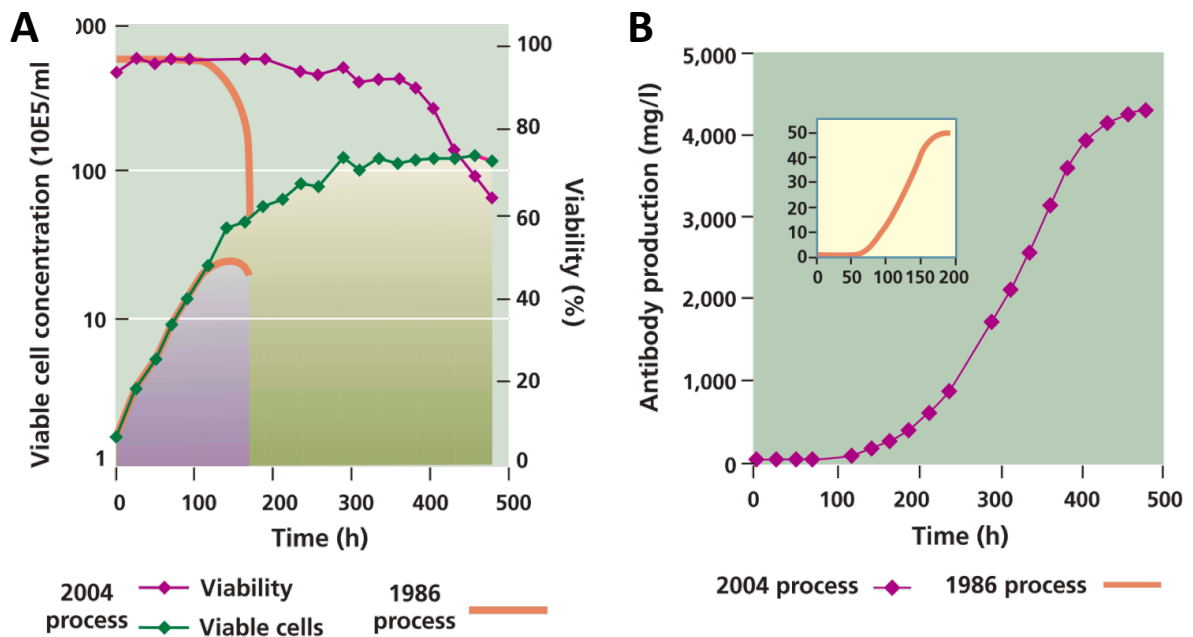 A
Viable cell concentration (10E5/ml
000
100
10
1
100
80
60
40
20
0
Viability (%)
0 100 200 300 400 500
Time (h)
2004 process
Viability
Viable cells
1986 process
B
Antibody production (mg/l)
5,000
4,000
3,000
2,000
1,000
0
50
40
30
20
10
0
0 50 100 150 200
0 100 200 300 400 500
Time (h)
2004 process
1986 process